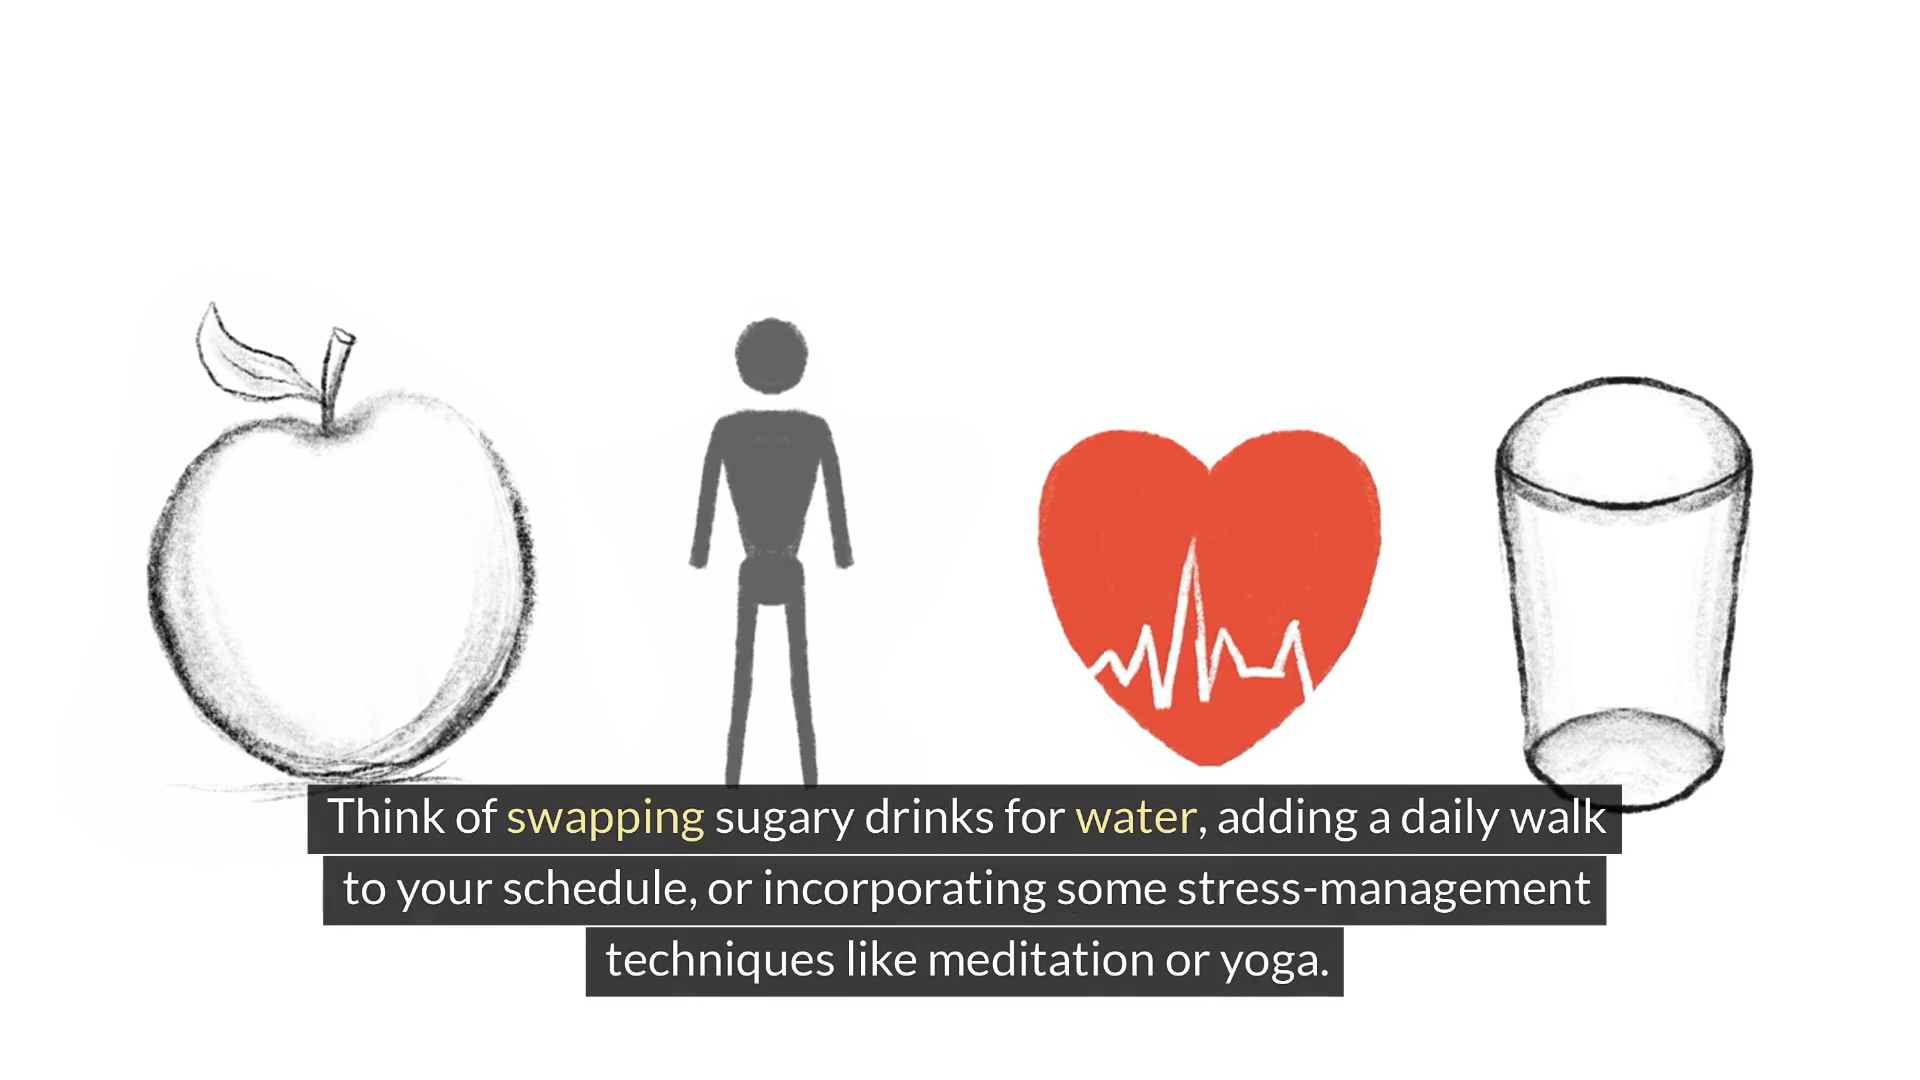 Think of swapping sugary drinks for water, adding a daily walk
to your schedule, or incorporating some stress-management
techniques like meditation or yoga.